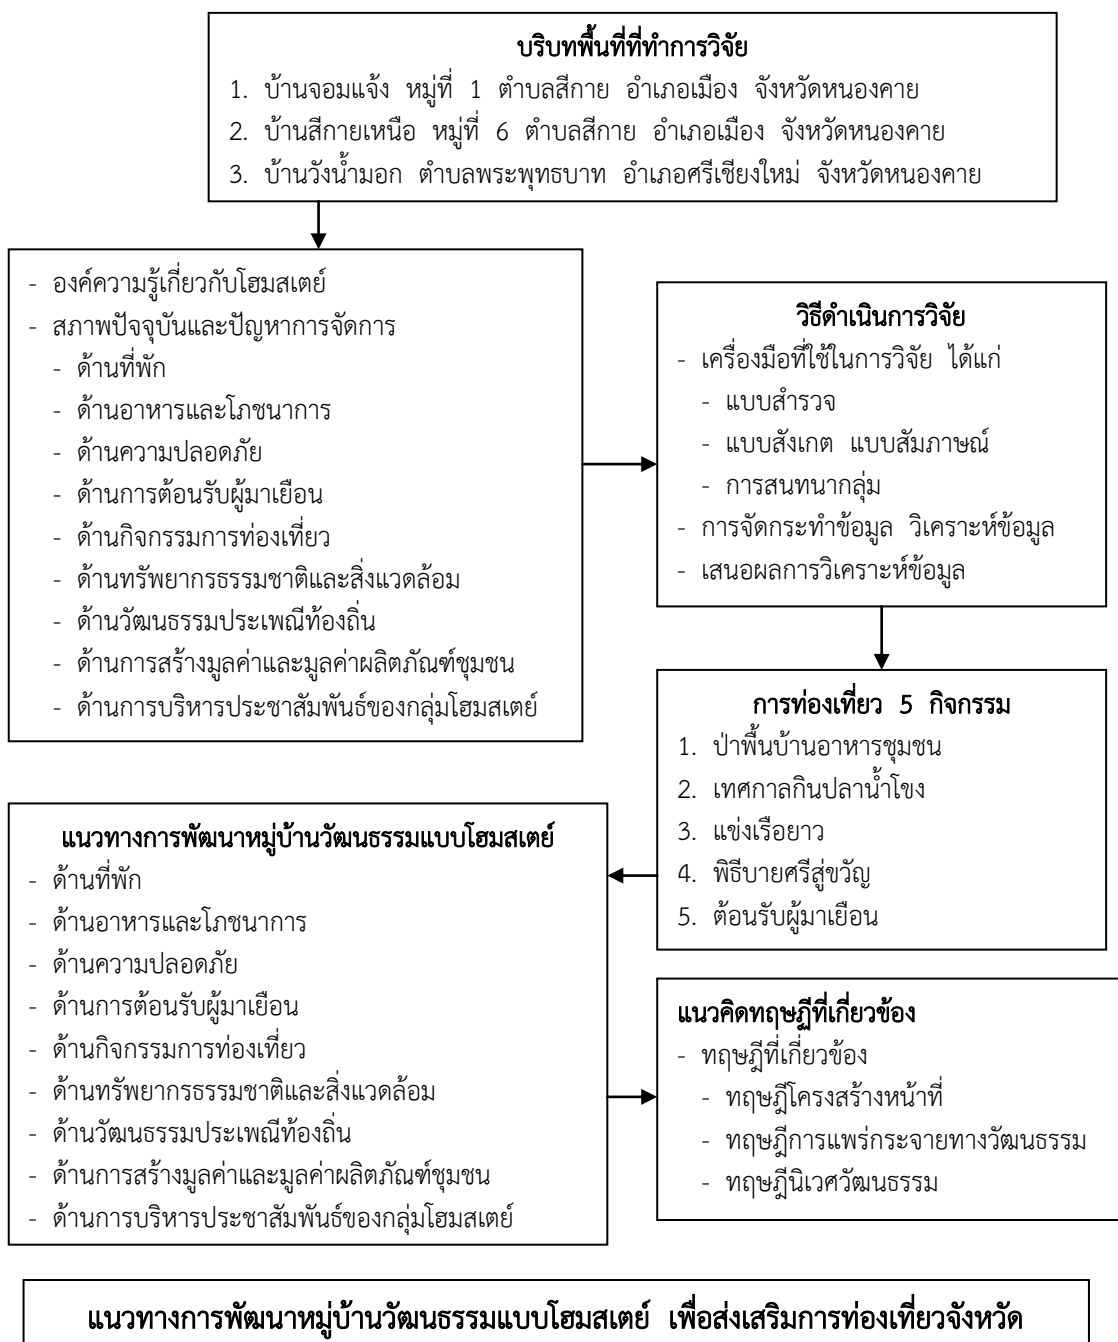 บริบทพื้นที่ที่ทำการวิจัย
1. บ้านจอมแจ้ง หมู่ที่ 1 ตำบลสีกาย อำเภอเมือง จังหวัดหนองคาย
2. บ้านสีกายเหนือ หมู่ที่ 6 ตำบลสีกาย อำเภอเมือง จังหวัดหนองคาย
3. บ้านวังน้ำมอก ตำบลพระพุทธบาท อำเภอศรีเชียงใหม่ จังหวัดหนองคาย
- องค์ความรู้เกี่ยวกับโฮมสเตย์
- สภาพปัจจุบันและปัญหาการจัดการ
- ด้านที่พัก
- ด้านอาหารและโภชนาการ
- ด้านความปลอดภัย
- ด้านการต้อนรับผู้มาเยือน
- ด้านกิจกรรมการท่องเที่ยว
- ด้านทรัพยากรธรรมชาติและสิ่งแวดล้อม
- ด้านวัฒนธรรมประเพณีท้องถิ่น
- ด้านการสร้างมูลค่าและมูลค่าผลิตภัณฑ์ชุมชน
- ด้านการบริหารประชาสัมพันธ์ของกลุ่มโฮมสเตย์
วิธีดำเนินการวิจัย
- เครื่องมือที่ใช้ในการวิจัย ได้แก่
- แบบสำรวจ
- แบบสังเกต แบบสัมภาษณ์
- การสนทนากลุ่ม
- การจัดกระทำข้อมูล วิเคราะห์ข้อมูล
- เสนอผลการวิเคราะห์ข้อมูล
การท่องเที่ยว 5 กิจกรรม
1. ป่าพื้นบ้านอาหารชุมชน
2. เทศกาลกินปลาน้ำโขง
3. แข่งเรือยาว
4. พิธีบายศรีสู่ขวัญ
5. ต้อนรับผู้มาเยือน
แนวทางการพัฒนาหมู่บ้านวัฒนธรรมแบบโฮมสเตย์
- ด้านที่พัก
- ด้านอาหารและโภชนาการ
- ด้านความปลอดภัย
- ด้านการต้อนรับผู้มาเยือน
- ด้านกิจกรรมการท่องเที่ยว
- ด้านทรัพยากรธรรมชาติและสิ่งแวดล้อม
- ด้านวัฒนธรรมประเพณีท้องถิ่น
- ด้านการสร้างมูลค่าและมูลค่าผลิตภัณฑ์ชุมชน
- ด้านการบริหารประชาสัมพันธ์ของกลุ่มโฮมสเตย์
แนวคิดทฤษฏีที่เกี่ยวข้อง
- ทฤษฎีที่เกี่ยวข้อง
- ทฤษฎีโครงสร้างหน้าที่
- ทฤษฎีการแพร่กระจายทางวัฒนธรรม
- ทฤษฎีนิเวศวัฒนธรรม
แนวทางการพัฒนาหมู่บ้านวัฒนธรรมแบบโฮมสเตย์ เพื่อส่งเสริมการท่องเที่ยวจังหวัด